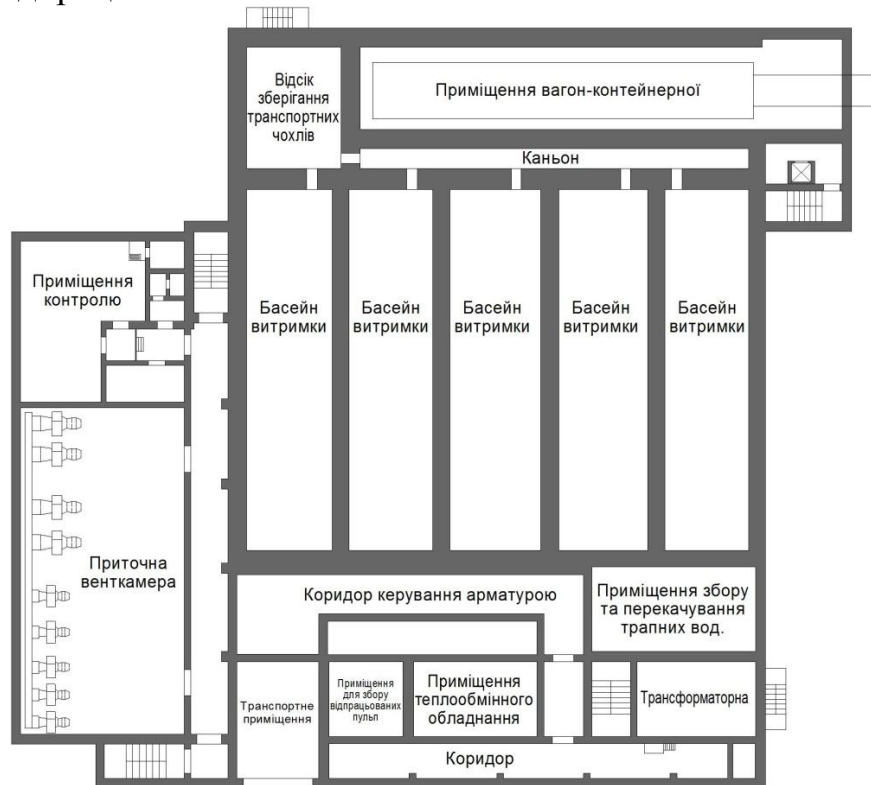 Відсік
зберігання
транспортних
чохлів
Приміщення вагон-контейнерної
Каньон
Приміщення
контролю
Басейн
витримки
Басейн
витримки
Басейн
витримки
Басейн
витримки
Басейн
витримки
Приточна
венткамера
Коридор керування арматурою
Приміщення збору
та перекачування
трапних вод.
Транспортне
приміщення
Приміщення
для збору
відпрацьованих
пульп
Приміщення
теплообмінного
обладнання
Трансформаторна
Коридор